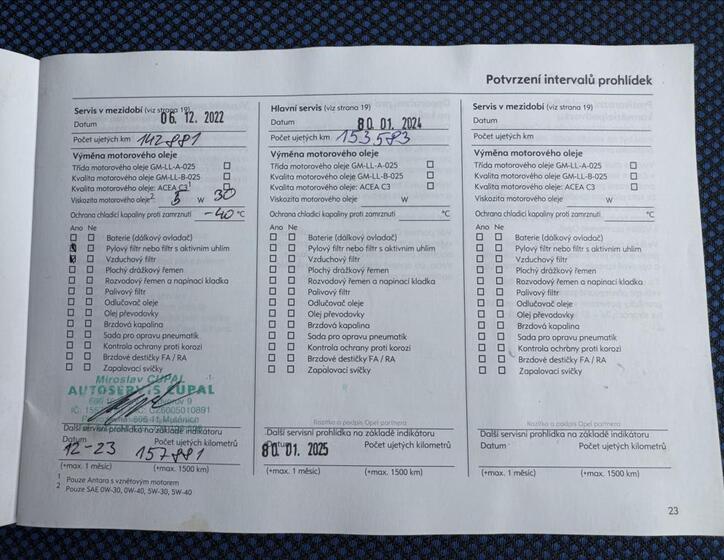 Potvrzení intervalů prohlídek
Servis v mezidobí (viz strana 19)
Datum 06. 12. 2022
Počet ujetých km 142881
Výměna motorového oleje
Třída motorového oleje GM-LL-A-025
Kvalita motorového oleje GM-LL-B-025
Kvalita motorového oleje: ACEA C3 1
Viskozita motorového oleje 2 5 W 30
Ochrana chladicí kapaliny proti zamrznutí -40 °C
Ano Ne
Baterie (dálkový ovladač)
Pylový filtr nebo filtr s aktivním uhlím
Vzduchový filtr
Plochý drážkový řemen
Rozvodový řemen a napínací kladka
Palivový filtr
Odlučovač oleje
Olej převodovky
Brzdová kapalina
Sada pro opravu pneumatik
Kontrola ochrany proti korozi
Brzdové destičky FA / RA
Zapalovací svíčky
Miroslav CUPAL
AUTOSERVIS CUPAL
Další servisní prohlídka na základě indikátoru
Datum Počet ujetých kilometrů
12-23 157881
(+max. 1 měsíc) (+max. 1500 km)
1 Pouze Antara s vznětovým motorem
2 Pouze SAE 0W-30, 0W-40, 5W-30, 5W-40
Hlavní servis (viz strana 19)
Datum 30 01. 2024
Počet ujetých km 153583
Výměna motorového oleje
Třída motorového oleje GM-LL-A-025
Kvalita motorového oleje GM-LL-B-025
Kvalita motorového oleje: ACEA C3
Viskozita motorového oleje W
Ochrana chladicí kapaliny proti zamrznutí °C
Ano Ne
Baterie (dálkový ovladač)
Pylový filtr nebo filtr s aktivním uhlím
Vzduchový filtr
Plochý drážkový řemen
Rozvodový řemen a napínací kladka
Palivový filtr
Odlučovač oleje
Olej převodovky
Brzdová kapalina
Sada pro opravu pneumatik
Kontrola ochrany proti korozi
Brzdové destičky FA / RA
Zapalovací svíčky
Razítko a podpis Opel partnera
Další servisní prohlídka na základě indikátoru
Datum Počet ujetých kilometrů
30 01. 2025
(+max. 1 měsíc) (+max. 1500 km)
Servis v mezidobí (viz strana 19)
Datum
Počet ujetých km
Výměna motorového oleje
Třída motorového oleje GM-LL-A-025
Kvalita motorového oleje GM-LL-B-025
Kvalita motorového oleje: ACEA C3
Viskozita motorového oleje W
Ochrana chladicí kapaliny proti zamrznutí °C
Ano Ne
Baterie (dálkový ovladač)
Pylový filtr nebo filtr s aktivním uhlím
Vzduchový filtr
Plochý drážkový řemen
Rozvodový řemen a napínací kladka
Palivový filtr
Odlučovač oleje
Olej převodovky
Brzdová kapalina
Sada pro opravu pneumatik
Kontrola ochrany proti korozi
Brzdové destičky FA / RA
Zapalovací svíčky
Razítko a podpis Opel partnera
Další servisní prohlídka na základě indikátoru
Datum Počet ujetých kilometrů
(+max. 1 měsíc) (+max. 1500 km)
23